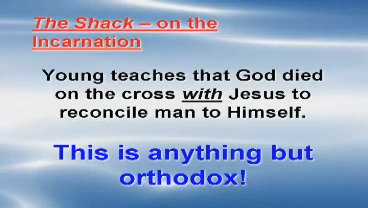 The Shack – on the
Incarnation
Young teaches that God died
on the cross with Jesus to
reconcile man to Himself.
This is anything but
orthodox!